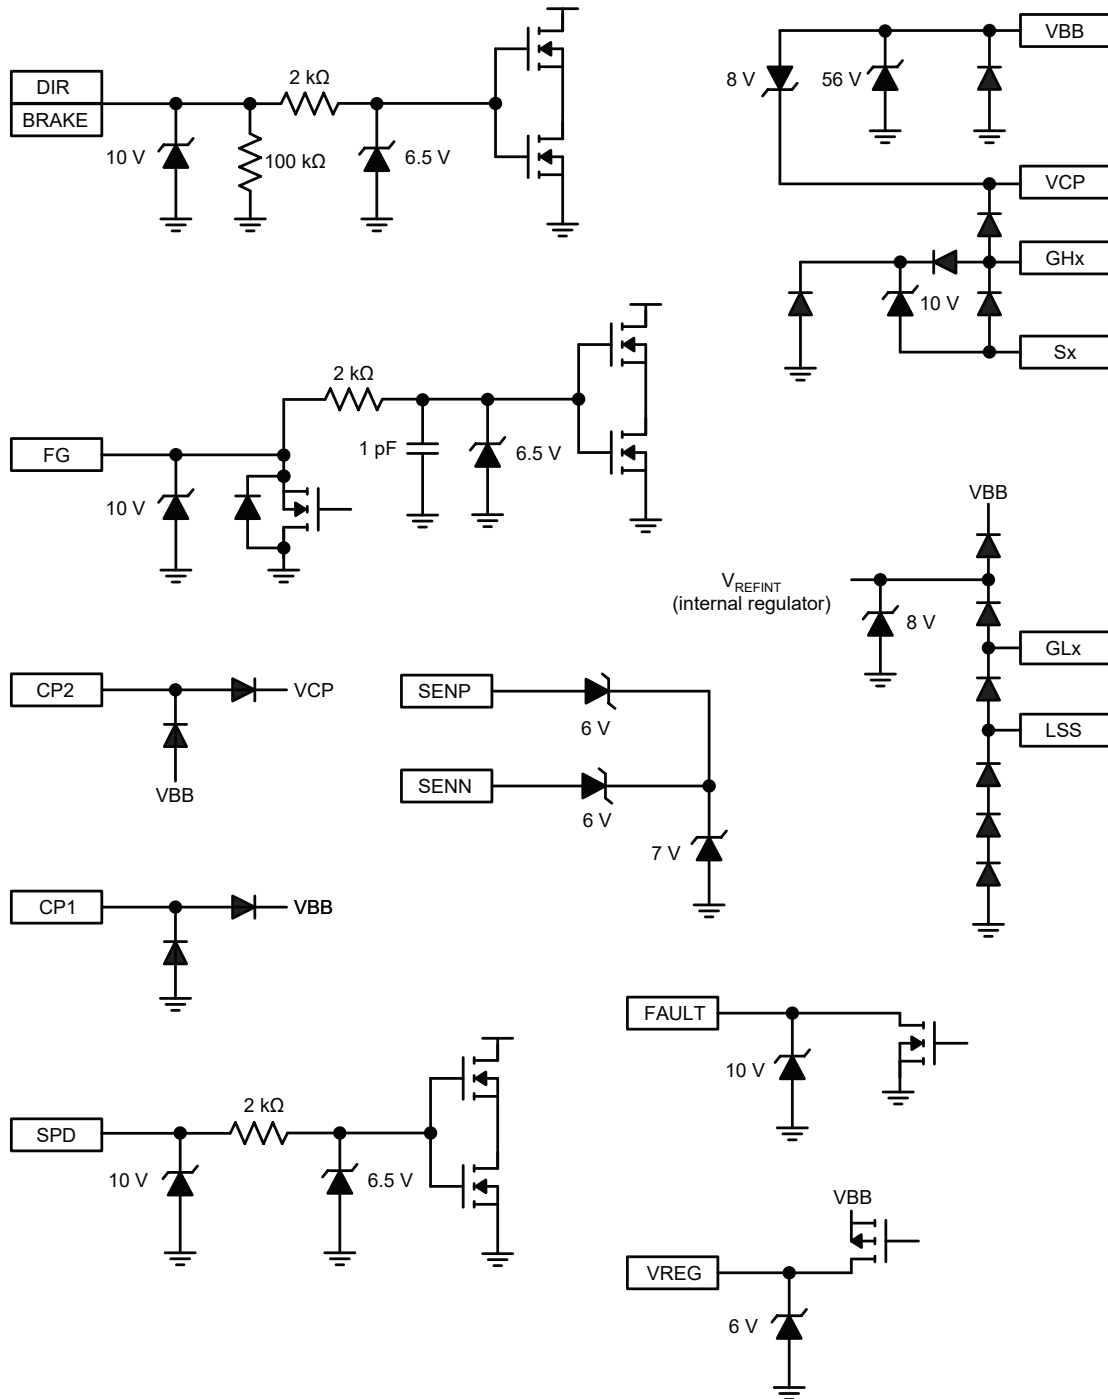 DIR
BRAKE
10 V
100 kΩ
2 kΩ
6.5 V
VBB
8 V
56 V
VCP
GHx
10 V
Sx
FG
10 V
2 kΩ
1 pF
6.5 V
VBB
VREFINT
(internal regulator)
8 V
GLx
LSS
CP2
VCP
VBB
SENP
6 V
SENN
6 V
7 V
CP1
VBB
FAULT
10 V
SPD
10 V
2 kΩ
6.5 V
VBB
VREG
6 V